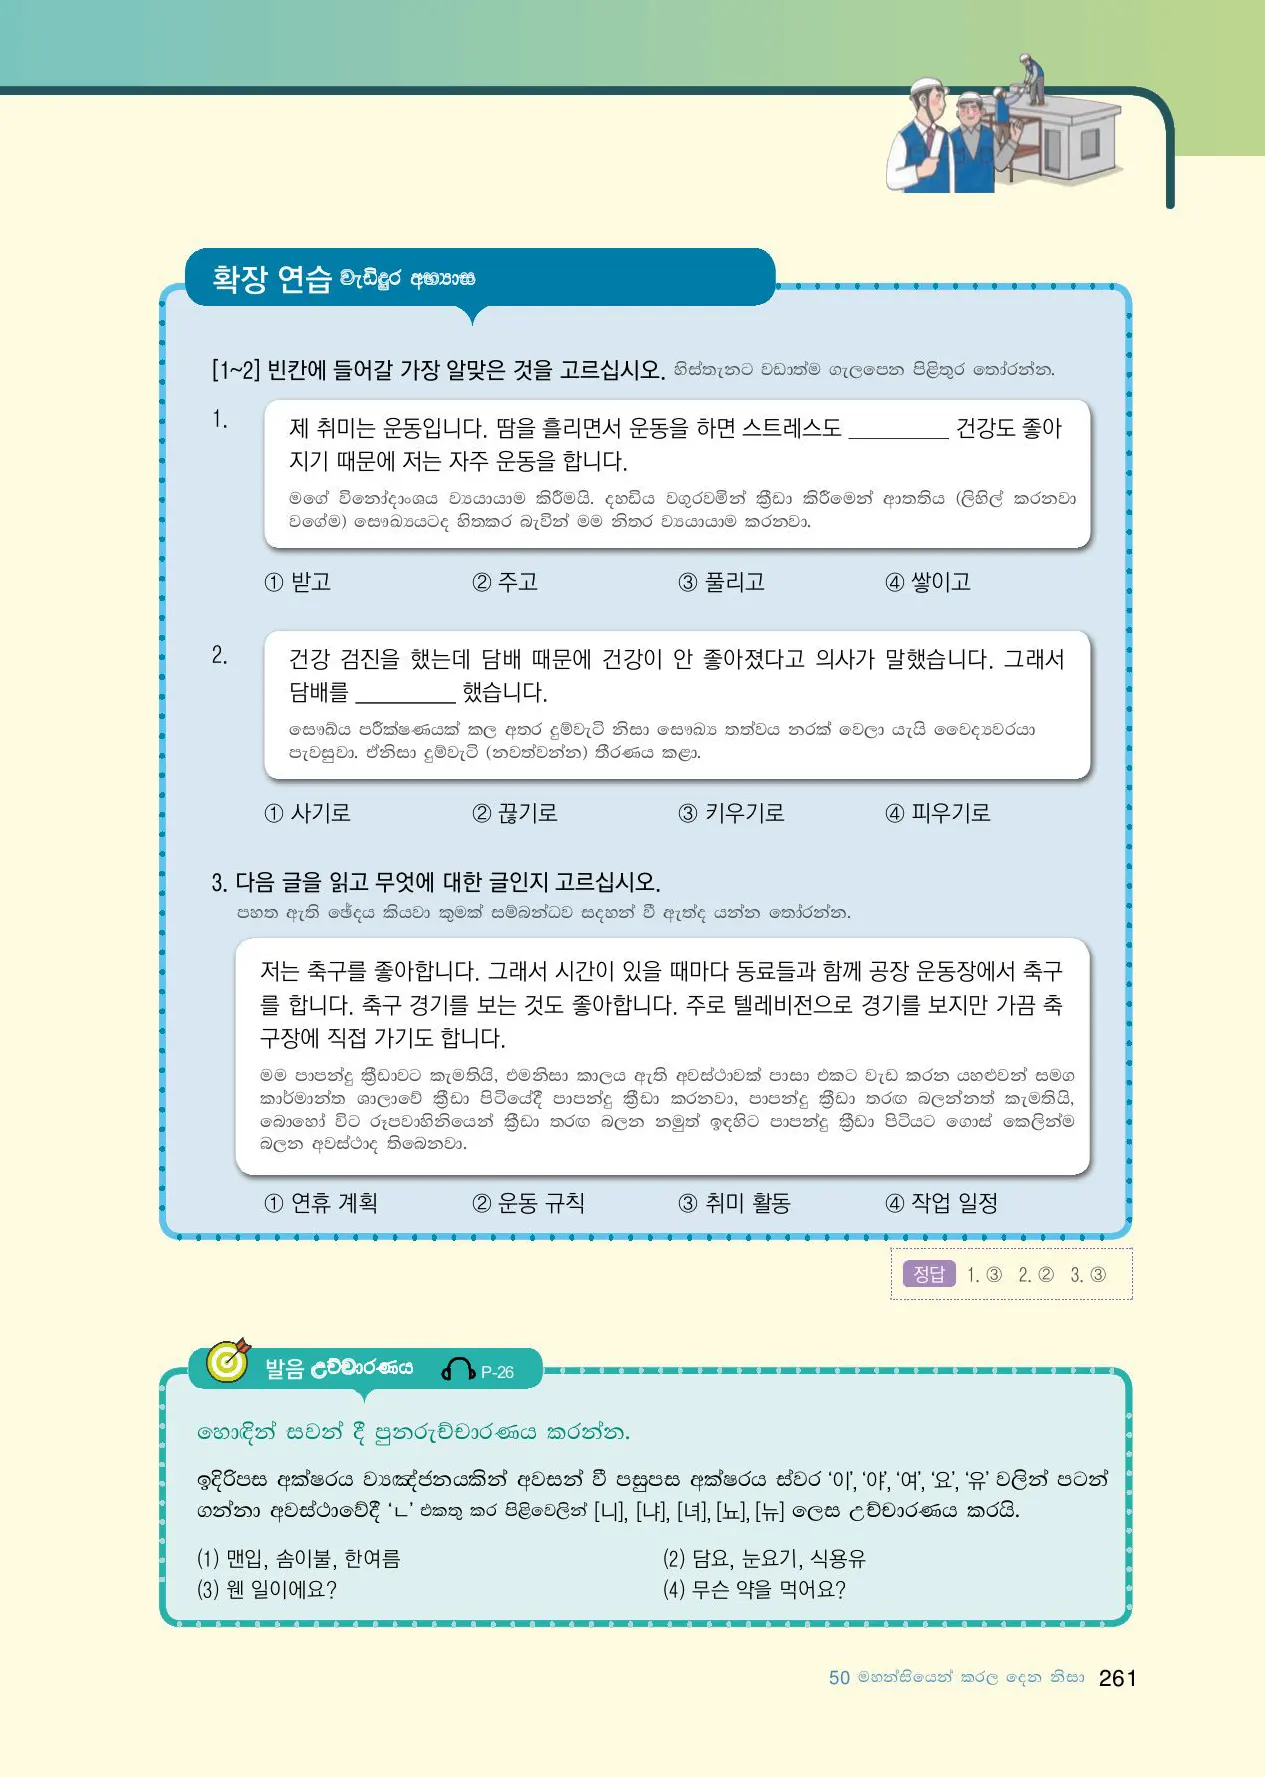 확장 연습 වැඩිදුර අභ්‍යාස
[1~2] 빈칸에 들어갈 가장 알맞은 것을 고르십시오. හිස්තැනට වඩාත්ම ගැලපෙන පිළිතුර තෝරන්න.
1.
제 취미는 운동입니다. 땀을 흘리면서 운동을 하면 스트레스도 _________ 건강도 좋아
지기 때문에 저는 자주 운동을 합니다.
මගේ විනෝදාංශය ව්‍යායාම කිරීමයි. දහඩිය වගුරවමින් ක්‍රීඩා කිරීමෙන් ආතතිය (ලිහිල් කරනවා
වගේම) සෞඛ්‍යයටද හිතකර බැවින් මම නිතර ව්‍යායාම කරනවා.
① 받고 ② 주고 ③ 풀리고 ④ 쌓이고
2.
건강 검진을 했는데 담배 때문에 건강이 안 좋아졌다고 의사가 말했습니다. 그래서
담배를 _________ 했습니다.
සෞඛ්‍ය පරීක්ෂණයක් කල අතර දුම්වැටි නිසා සෞඛ්‍ය තත්වය නරක් වෙලා යැයි වෛද්‍යවරයා
පැවසුවා. ඒනිසා දුම්වැටි (නවත්වන්න) තීරණය කළා.
① 사기로 ② 끊기로 ③ 키우기로 ④ 피우기로
3. 다음 글을 읽고 무엇에 대한 글인지 고르십시오.
පහත ඇති ඡේදය කියවා කුමක් සම්බන්ධව සඳහන් වී ඇත්ද යන්න තෝරන්න.
저는 축구를 좋아합니다. 그래서 시간이 있을 때마다 동료들과 함께 공장 운동장에서 축구
를 합니다. 축구 경기를 보는 것도 좋아합니다. 주로 텔레비전으로 경기를 보지만 가끔 축
구장에 직접 가기도 합니다.
මම පාපන්දු ක්‍රීඩාවට කැමතියි, එමනිසා කාලය ඇති අවස්ථාවක් පාසා එකට වැඩ කරන යහළුවන් සමග
කාර්මාන්ත ශාලාවේ ක්‍රීඩා පිටියේදී පාපන්දු ක්‍රීඩා කරනවා, පාපන්දු ක්‍රීඩා තරඟ බලන්නත් කැමතියි,
බොහෝ විට රූපවාහිනියෙන් ක්‍රීඩා තරඟ බලන නමුත් ඉඳහිට පාපන්දු ක්‍රීඩා පිටියට ගොස් කෙලින්ම
බලන අවස්ථාද තිබෙනවා.
① 연휴 계획 ② 운동 규칙 ③ 취미 활동 ④ 작업 일정
정답 1. ③ 2. ② 3. ③
발음 උච්චාරණය P-26
හොඳින් සවන් දී පුනරුච්චාරණය කරන්න.
ඉදිරිපස අක්ෂරය ව්‍යඤ්ජනයකින් අවසන් වී පසුපස අක්ෂරය ස්වර ‘이’, ‘야’, ‘여’, ‘요’, ‘유’ වලින් පටන්
ගන්නා අවස්ථාවේදී ‘ㄴ’ එකතු කර පිළිවෙලින් [니], [냐], [녀], [뇨], [뉴] ලෙස උච්චාරණය කරයි.
(1) 맨입, 솜이불, 한여름 (2) 담요, 눈요기, 식용유
(3) 웬 일이에요? (4) 무슨 약을 먹어요?
50 මහන්සියෙන් කරල දෙන නිසා 261